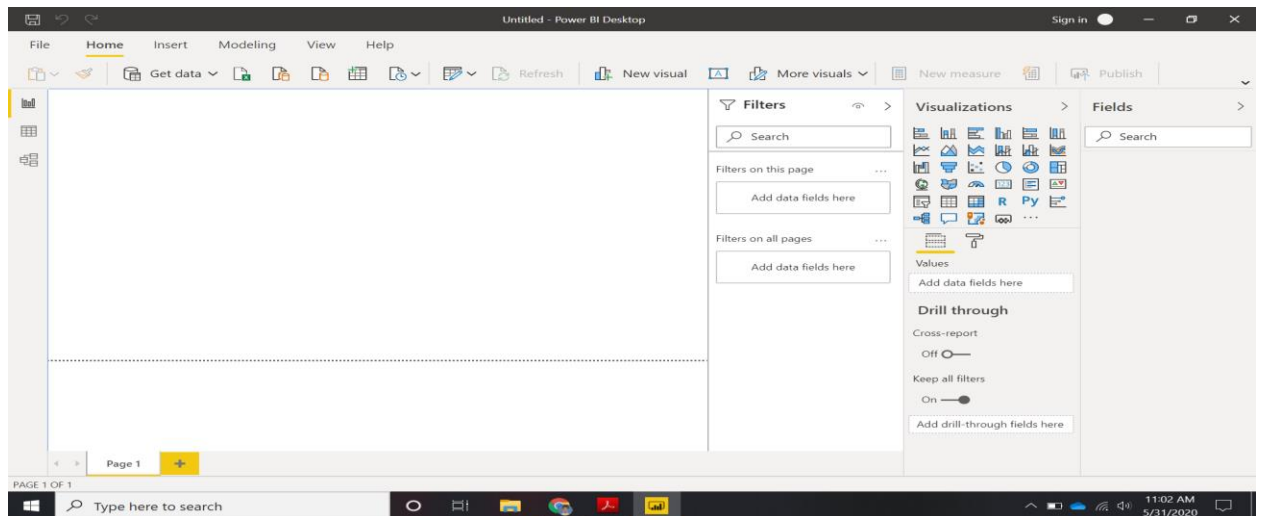 Untitled - Power BI Desktop
Sign in
File Home Insert Modeling View Help
Get data Refresh New visual A More visuals New measure Publish
Filters
Search
Filters on this page
...
Add data fields here
Filters on all pages
...
Add data fields here
Visualizations
123
R Py
...
Values
Add data fields here
Drill through
Cross-report
Off
Keep all filters
On
Add drill-through fields here
Fields
Search
Page 1 +
PAGE 1 OF 1
Type here to search
11:02 AM
5/31/2020